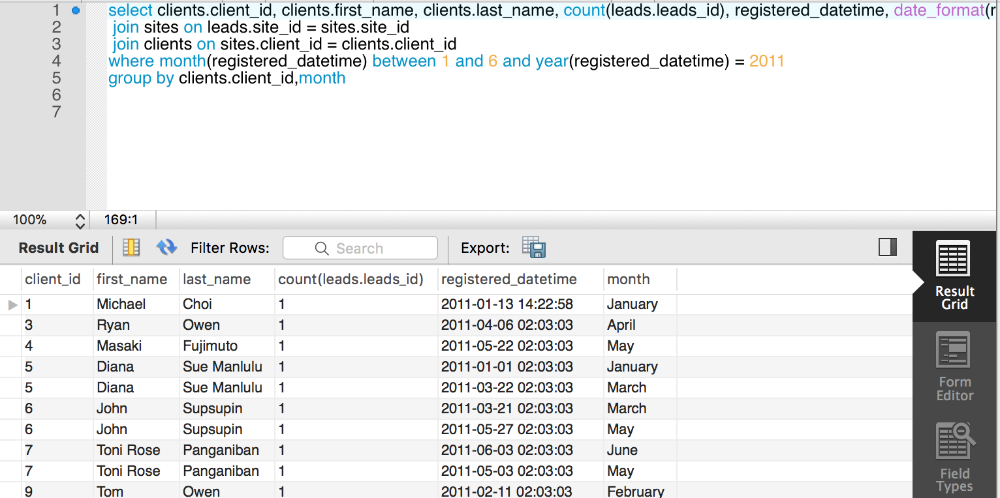 1 select clients.client_id, clients.first_name, clients.last_name, count(leads.leads_id), registered_datetime, date_format(r
2 join sites on leads.site_id = sites.site_id
3 join clients on sites.client_id = clients.client_id
4 where month(registered_datetime) between 1 and 6 and year(registered_datetime) = 2011
5 group by clients.client_id,month
6
7
100% 169:1
Result Grid Filter Rows: Search Export:
client_id first_name last_name count(leads.leads_id) registered_datetime month
1 Michael Choi 1 2011-01-13 14:22:58 January
3 Ryan Owen 1 2011-04-06 02:03:03 April
4 Masaki Fujimuto 1 2011-05-22 02:03:03 May
5 Diana Sue Manlulu 1 2011-01-01 02:03:03 January
5 Diana Sue Manlulu 1 2011-03-22 02:03:03 March
6 John Supsupin 1 2011-03-21 02:03:03 March
6 John Supsupin 1 2011-05-27 02:03:03 May
7 Toni Rose Panganiban 1 2011-06-03 02:03:03 June
7 Toni Rose Panganiban 1 2011-05-03 02:03:03 May
9 Tom Owen 1 2011-02-11 02:03:03 February
Result
Grid
Form
Editor
Field
Types